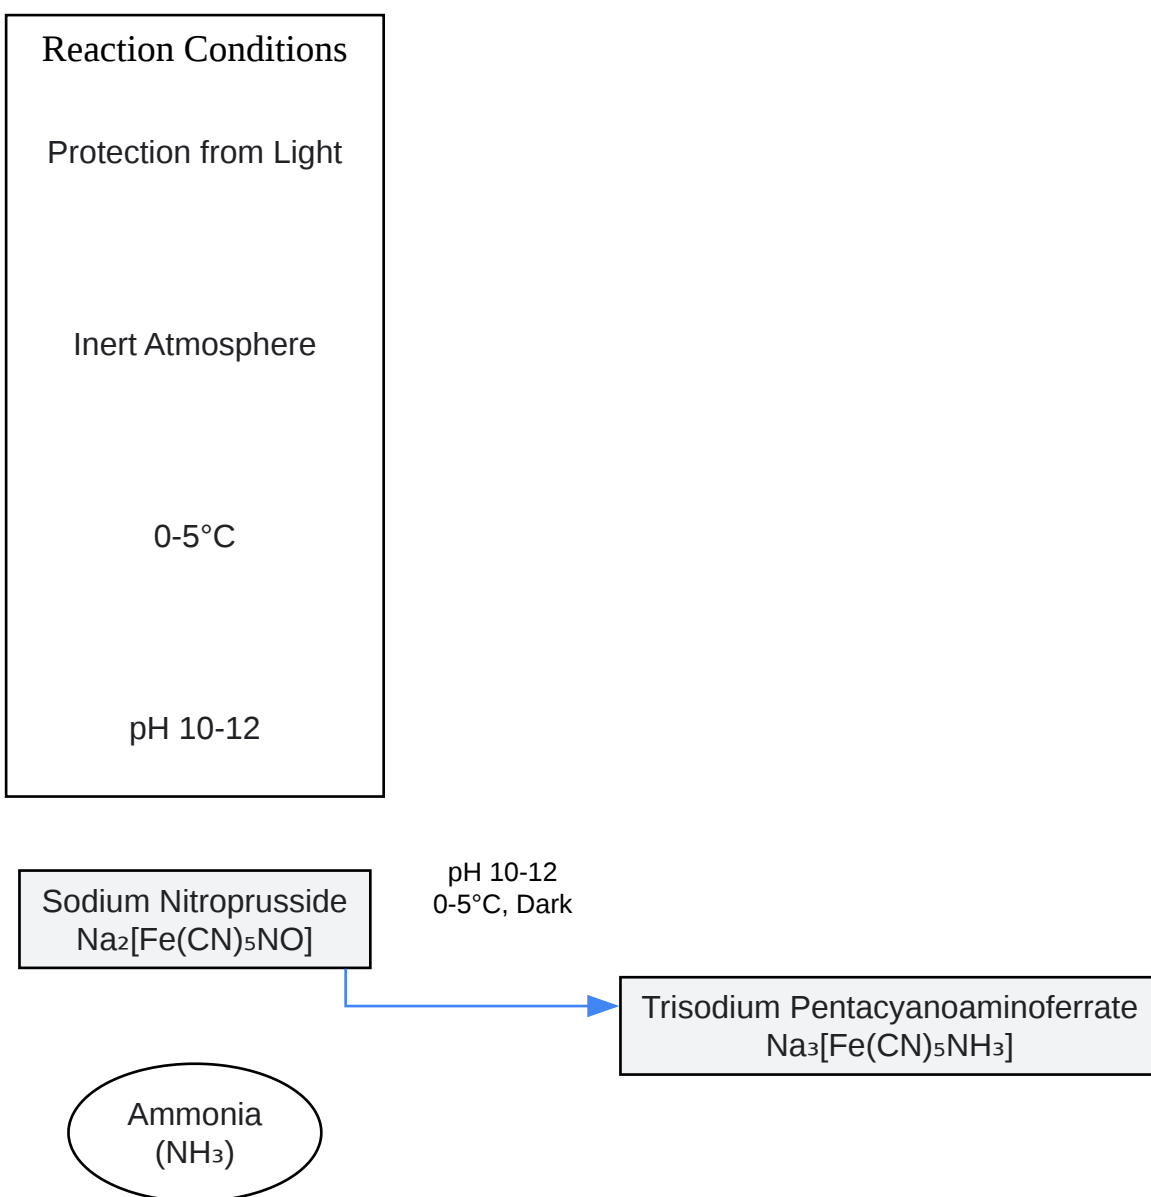 Reaction Conditions
Protection from Light
Inert Atmosphere
0-5°C
pH 10-12
pH 10-12
0-5°C, Dark
Sodium Nitroprusside
Na₂[Fe(CN)₅NO]
Trisodium Pentacyanoaminoferrate
Na₃[Fe(CN)₅NH₃]
Ammonia
(NH₃)